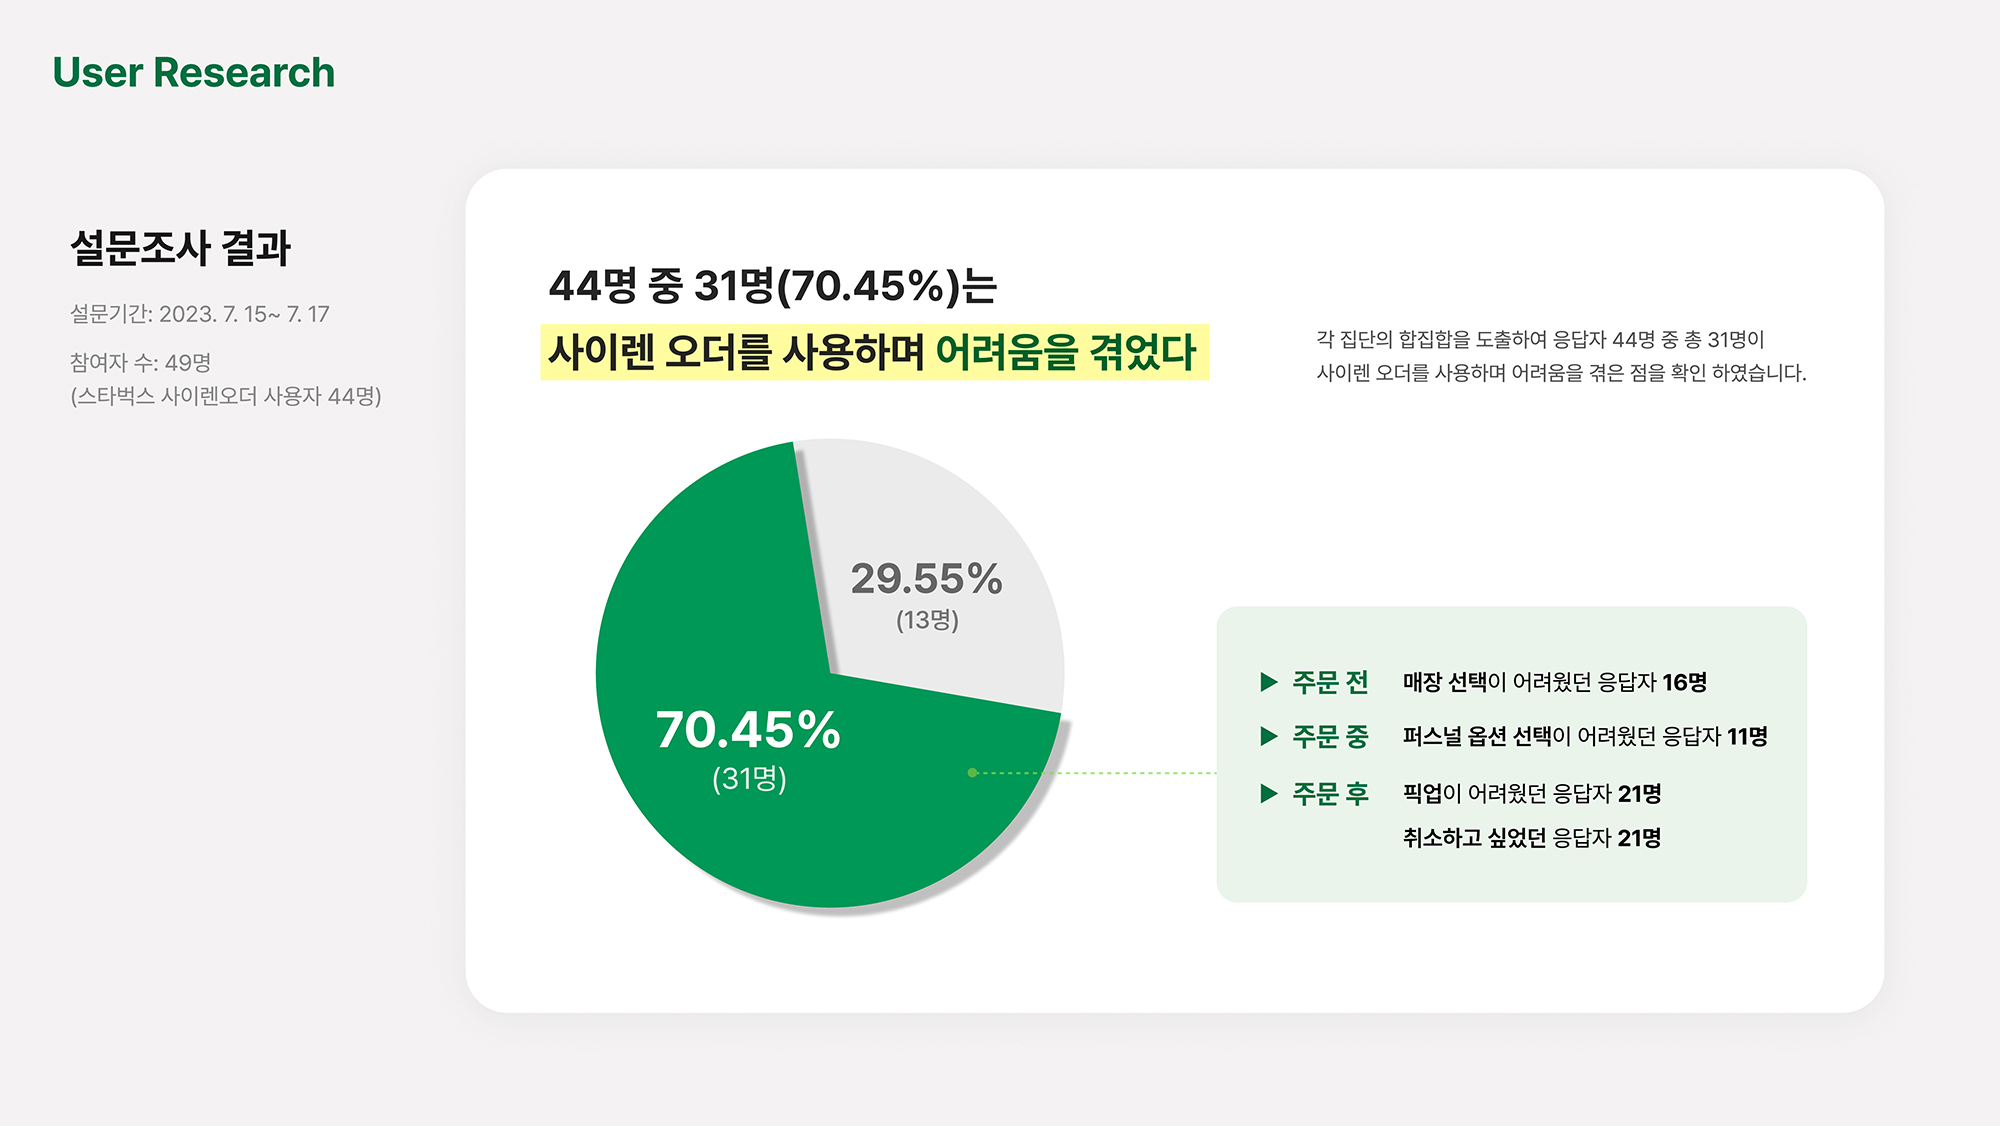 User Research
설문조사 결과
설문기간: 2023. 7. 15~ 7. 17
참여자 수: 49명
(스타벅스 사이렌오더 사용자 44명)
44명 중 31명(70.45%)는
사이렌 오더를 사용하며 어려움을 겪었다
각 집단의 합집합을 도출하여 응답자 44명 중 총 31명이
사이렌 오더를 사용하며 어려움을 겪은 점을 확인 하였습니다.
29.55%
(13명)
70.45%
(31명)
▶ 주문 전 매장 선택이 어려웠던 응답자 16명
▶ 주문 중 퍼스널 옵션 선택이 어려웠던 응답자 11명
▶ 주문 후 픽업이 어려웠던 응답자 21명
취소하고 싶었던 응답자 21명